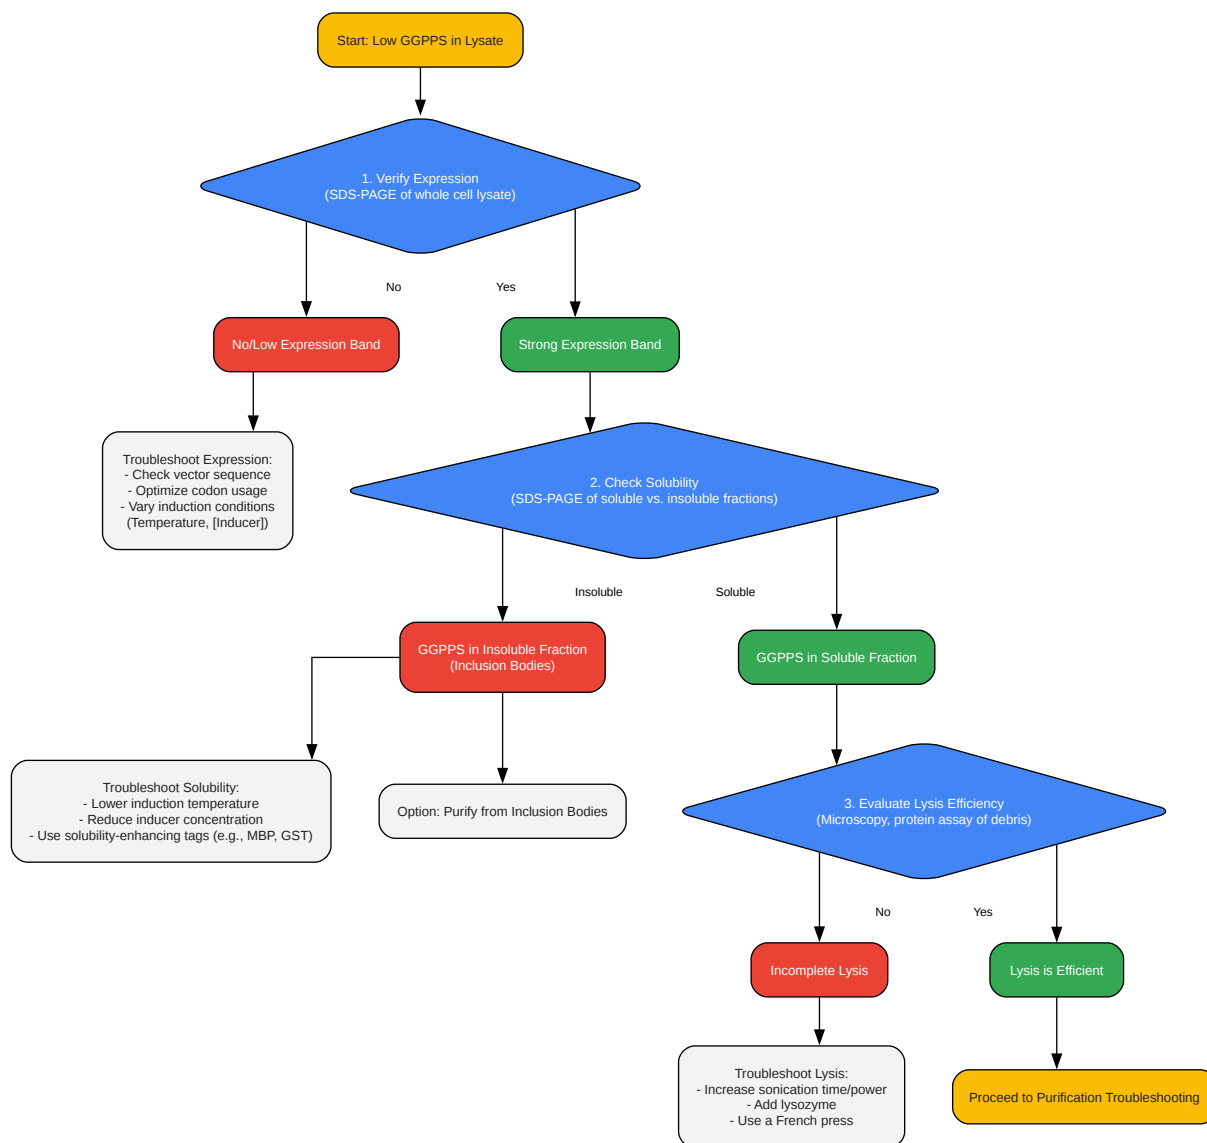 Start: Low GGPPS in Lysate
1. Verify Expression
(SDS-PAGE of whole cell lysate)
No
Yes
No/Low Expression Band
Strong Expression Band
Troubleshoot Expression:
- Check vector sequence
- Optimize codon usage
- Vary induction conditions
(Temperature, [Inducer])
2. Check Solubility
(SDS-PAGE of soluble vs. insoluble fractions)
Insoluble
Soluble
GGPPS in Insoluble Fraction
(Inclusion Bodies)
GGPPS in Soluble Fraction
Troubleshoot Solubility:
- Lower induction temperature
- Reduce inducer concentration
- Use solubility-enhancing tags (e.g., MBP, GST)
Option: Purify from Inclusion Bodies
3. Evaluate Lysis Efficiency
(Microscopy, protein assay of debris)
No
Yes
Incomplete Lysis
Lysis is Efficient
Troubleshoot Lysis:
- Increase sonication time/power
- Add lysozyme
- Use a French press
Proceed to Purification Troubleshooting